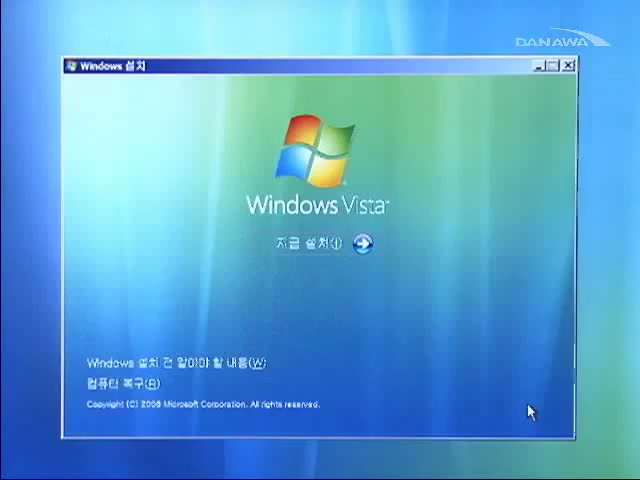 DANAWA
Windows 설치
Windows Vista
지금 설치(I)
Windows 설치 전 알아야 할 내용(W)
컴퓨터 복구(R)
Copyright (C) 2006 Microsoft Corporation. All rights reserved.